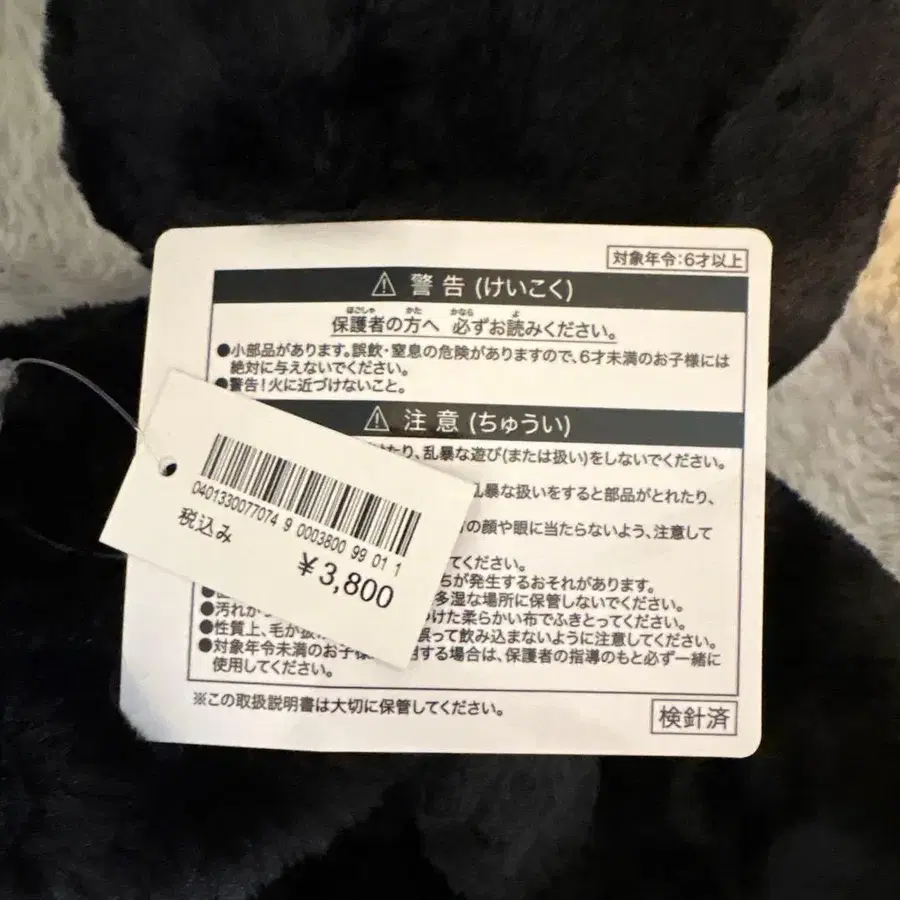 対象年令:6才以上
⚠ 警告 (けいこく)
ほごしゃ かた かなら よ
保護者の方へ 必ずお読みください。
●小部品があります。誤飲・窒息の危険がありますので、6才未満のお子様には
絶対に与えないでください。
●警告!火に近づけないこと。
⚠ 注意 (ちゅうい)
たり、乱暴な遊び(または扱い)をしないでください。
乱暴な扱いをすると部品がとれたり、
の顔や眼に当たらないよう、注意して
てください。
ちが発生するおそれがあります。
多湿な場所に保管しないでください。
●汚れが
けた柔らかい布でふきとってください。
●性質上、毛が抜
誤って飲み込まないように注意してください。
●対象年令未満のお子様
する場合は、保護者の指導のもと必ず一緒に
使用してください。
※この取扱説明書は大切に保管してください。
検針済
0401330077074 9 0003800 99 01 1
税込み
¥3,800